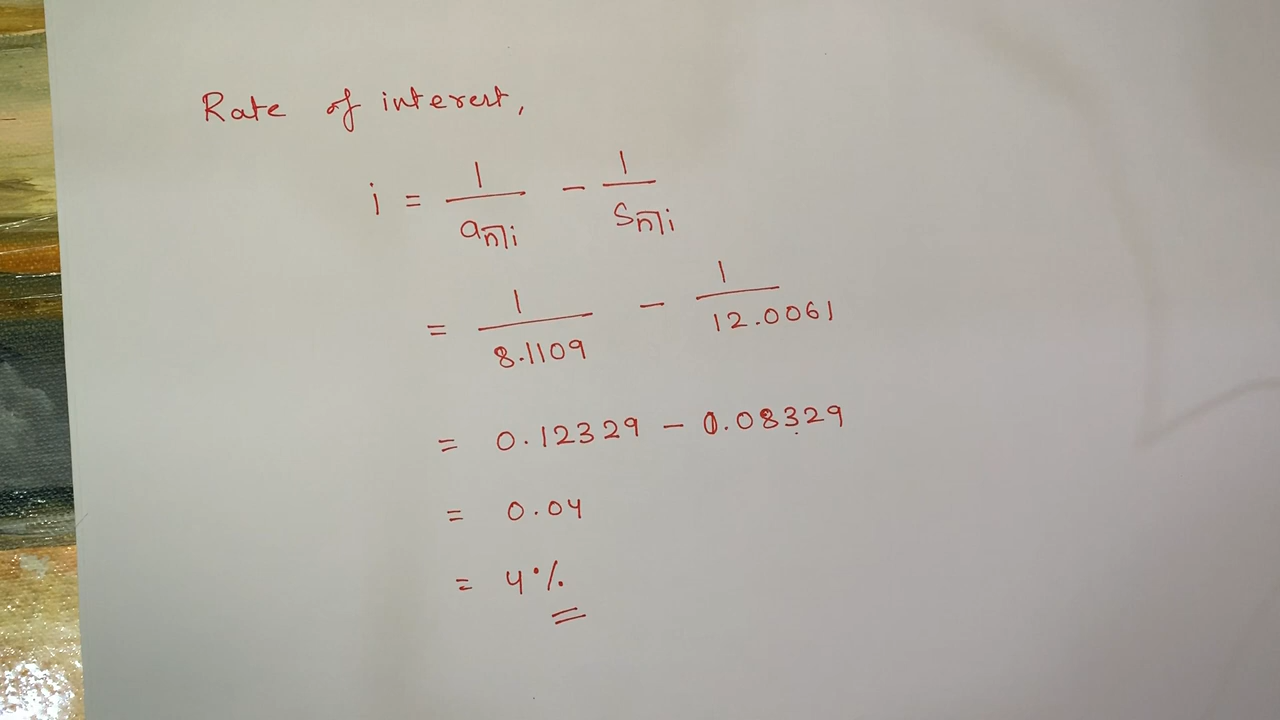 Rate of interest,
i = 1/a_n̅|i − 1/S_n̅|i
= 1/8.1109 − 1/12.0061
= 0.12329 − 0.08329
= 0.04
= 4%